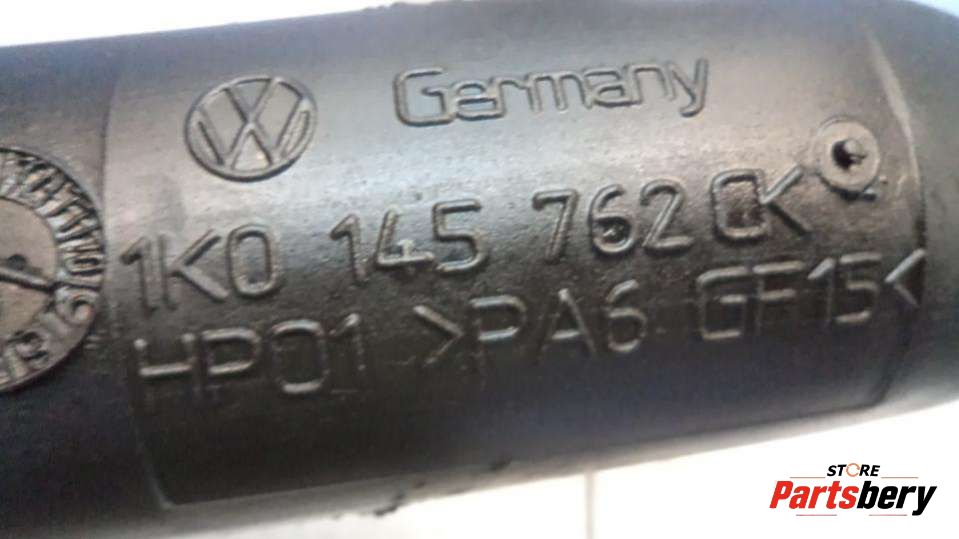 Germany
1K0 145 762 CK
HP01 >PA6 GF15<
STORE
Partsbery